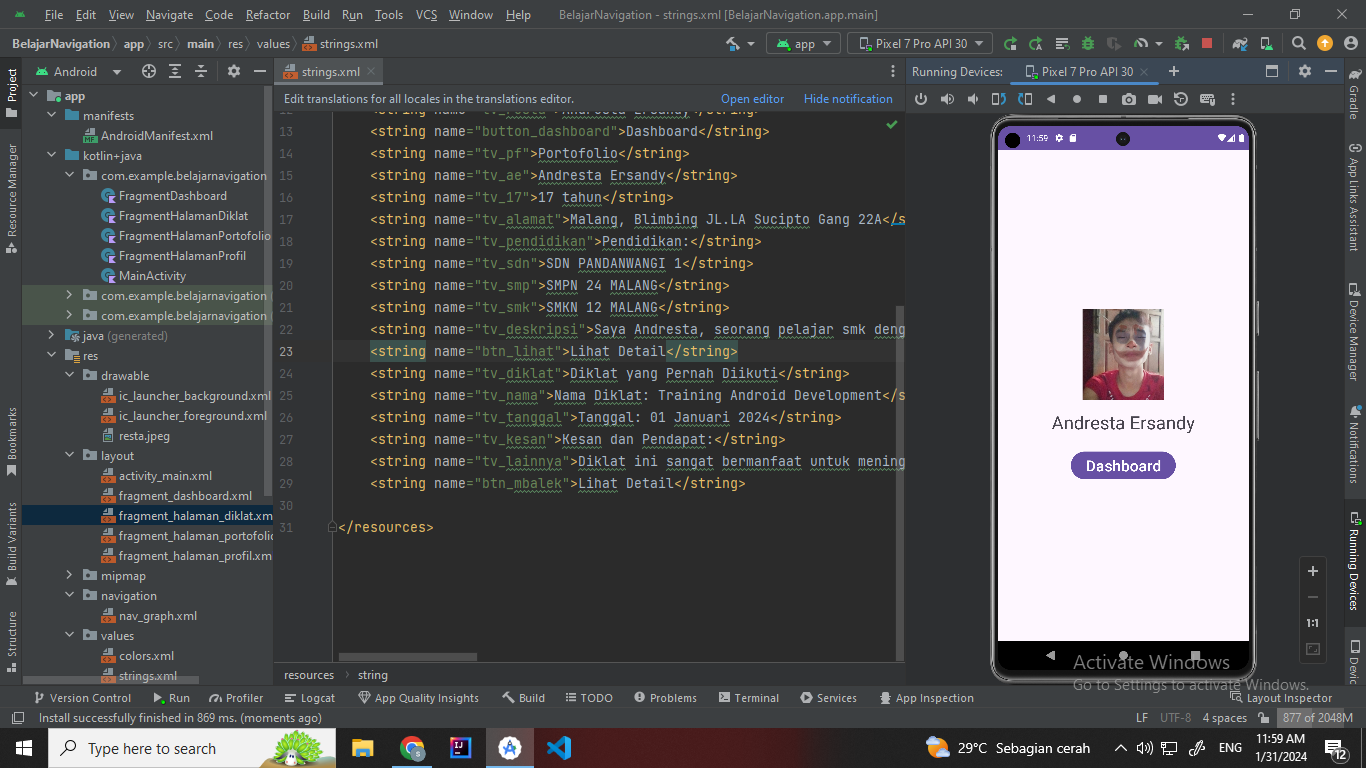 File Edit View Navigate Code Refactor Build Run Tools VCS Window Help BelajarNavigation - strings.xml [BelajarNavigation.app.main]
BelajarNavigation app src main res values strings.xml
app Pixel 7 Pro API 30
Project
Resource Manager
Bookmarks
Build Variants
Structure
Android
app
manifests
AndroidManifest.xml
kotlin+java
com.example.belajarnavigation
FragmentDashboard
FragmentHalamanDiklat
FragmentHalamanPortofolio
FragmentHalamanProfil
MainActivity
com.example.belajarnavigation
com.example.belajarnavigation
java (generated)
res
drawable
ic_launcher_background.xml
ic_launcher_foreground.xml
resta.jpeg
layout
activity_main.xml
fragment_dashboard.xml
fragment_halaman_diklat.xm
fragment_halaman_portofolio
fragment_halaman_profil.xm
mipmap
navigation
nav_graph.xml
values
colors.xml
strings.xml
strings.xml
Edit translations for all locales in the translations editor. Open editor Hide notification
13 <string name="button_dashboard">Dashboard</string>
14 <string name="tv_pf">Portofolio</string>
15 <string name="tv_ae">Andresta Ersandy</string>
16 <string name="tv_17">17 tahun</string>
17 <string name="tv_alamat">Malang, Blimbing JL.LA Sucipto Gang 22A</s
18 <string name="tv_pendidikan">Pendidikan:</string>
19 <string name="tv_sdn">SDN PANDANWANGI 1</string>
20 <string name="tv_smp">SMPN 24 MALANG</string>
21 <string name="tv_smk">SMKN 12 MALANG</string>
22 <string name="tv_deskripsi">Saya Andresta, seorang pelajar smk deng
23 <string name="btn_lihat">Lihat Detail</string>
24 <string name="tv_diklat">Diklat yang Pernah Diikuti</string>
25 <string name="tv_nama">Nama Diklat: Training Android Development</s
26 <string name="tv_tanggal">Tanggal: 01 Januari 2024</string>
27 <string name="tv_kesan">Kesan dan Pendapat:</string>
28 <string name="tv_lainnya">Diklat ini sangat bermanfaat untuk mening
29 <string name="btn_mbalek">Lihat Detail</string>
30
31 </resources>
resources string
Running Devices: Pixel 7 Pro API 30
11:59
Andresta Ersandy
Dashboard
1:1
Gradle
App Links Assistant
Device Manager
Notifications
Running Devices
Devic
Activate Windows
Go to Settings to activate Windows.
Version Control Run Profiler Logcat App Quality Insights Build TODO Problems Terminal Services App Inspection Layout Inspector
Install successfully finished in 869 ms. (moments ago) LF UTF-8 4 spaces 877 of 2048M
Type here to search 29°C Sebagian cerah ENG 11:59 AM
1/31/2024
12